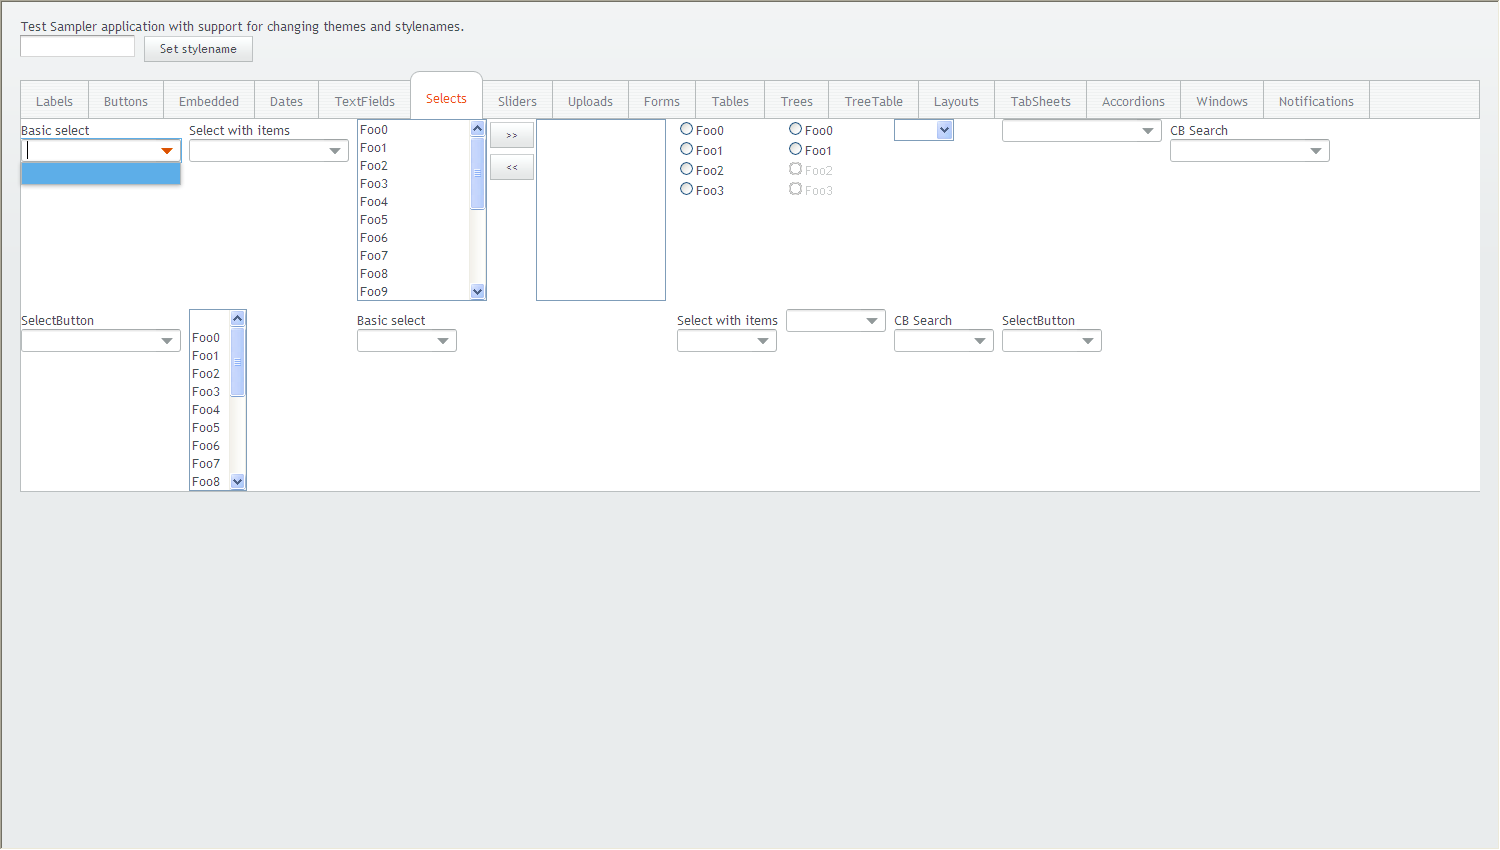 Test Sampler application with support for changing themes and stylenames.
Set stylename
Labels Buttons Embedded Dates TextFields Selects Sliders Uploads Forms Tables Trees TreeTable Layouts TabSheets Accordions Windows Notifications
Basic select
Select with items
Foo0
Foo1
Foo2
Foo3
Foo4
Foo5
Foo6
Foo7
Foo8
Foo9
>>
<<
Foo0
Foo1
Foo2
Foo3
Foo0
Foo1
Foo2
Foo3
CB Search
SelectButton
Foo0
Foo1
Foo2
Foo3
Foo4
Foo5
Foo6
Foo7
Foo8
Basic select
Select with items
CB Search
SelectButton